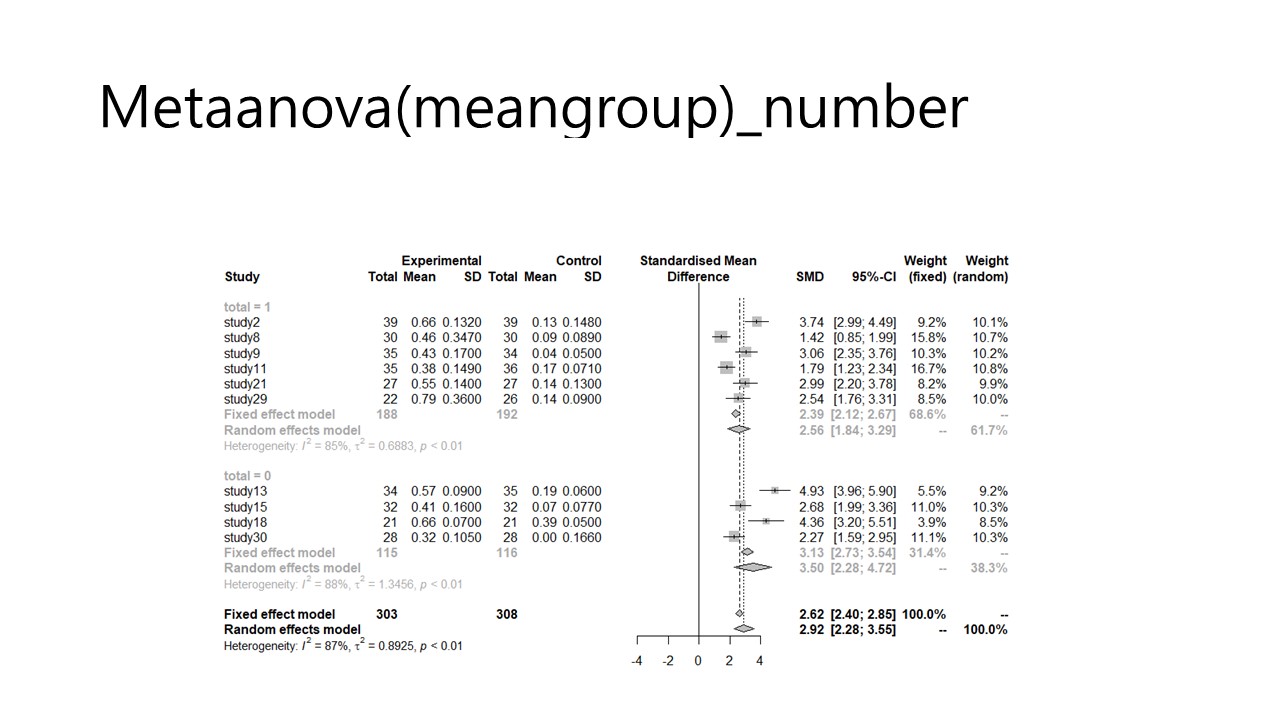 Metaanova(meangroup)_number
Experimental Control Standardised Mean Weight Weight
Study Total Mean SD Total Mean SD Difference SMD 95%-CI (fixed) (random)
total = 1
study2 39 0.66 0.1320 39 0.13 0.1480 3.74 [2.99; 4.49] 9.2% 10.1%
study8 30 0.46 0.3470 30 0.09 0.0890 1.42 [0.85; 1.99] 15.8% 10.7%
study9 35 0.43 0.1700 34 0.04 0.0500 3.06 [2.35; 3.76] 10.3% 10.2%
study11 35 0.38 0.1490 36 0.17 0.0710 1.79 [1.23; 2.34] 16.7% 10.8%
study21 27 0.55 0.1400 27 0.14 0.1300 2.99 [2.20; 3.78] 8.2% 9.9%
study29 22 0.79 0.3600 26 0.14 0.0900 2.54 [1.76; 3.31] 8.5% 10.0%
Fixed effect model 188 192 2.39 [2.12; 2.67] 68.6% --
Random effects model 2.56 [1.84; 3.29] -- 61.7%
Heterogeneity: I² = 85%, τ² = 0.6883, p < 0.01
total = 0
study13 34 0.57 0.0900 35 0.19 0.0600 4.93 [3.96; 5.90] 5.5% 9.2%
study15 32 0.41 0.1600 32 0.07 0.0770 2.68 [1.99; 3.36] 11.0% 10.3%
study18 21 0.66 0.0700 21 0.39 0.0500 4.36 [3.20; 5.51] 3.9% 8.5%
study30 28 0.32 0.1050 28 0.00 0.1660 2.27 [1.59; 2.95] 11.1% 10.3%
Fixed effect model 115 116 3.13 [2.73; 3.54] 31.4% --
Random effects model 3.50 [2.28; 4.72] -- 38.3%
Heterogeneity: I² = 88%, τ² = 1.3456, p < 0.01
Fixed effect model 303 308 2.62 [2.40; 2.85] 100.0% --
Random effects model 2.92 [2.28; 3.55] -- 100.0%
Heterogeneity: I² = 87%, τ² = 0.8925, p < 0.01
-4 -2 0 2 4